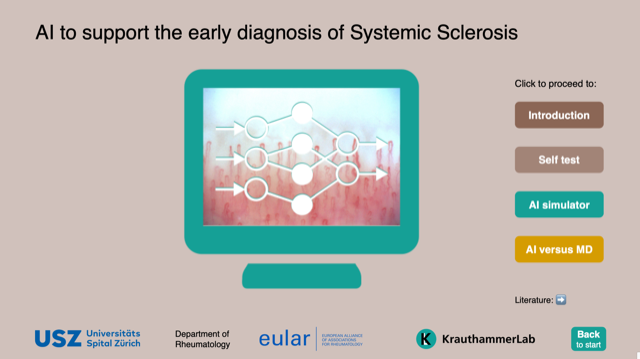 AI to support the early diagnosis of Systemic Sclerosis
Click to proceed to:
Introduction
Self test
AI simulator
AI versus MD
Literature:
USZ Universitäts
Spital Zürich
Department of
Rheumatology
eular
EUROPEAN ALLIANCE
OF ASSOCIATIONS
FOR RHEUMATOLOGY
K KrauthammerLab
Back
to start